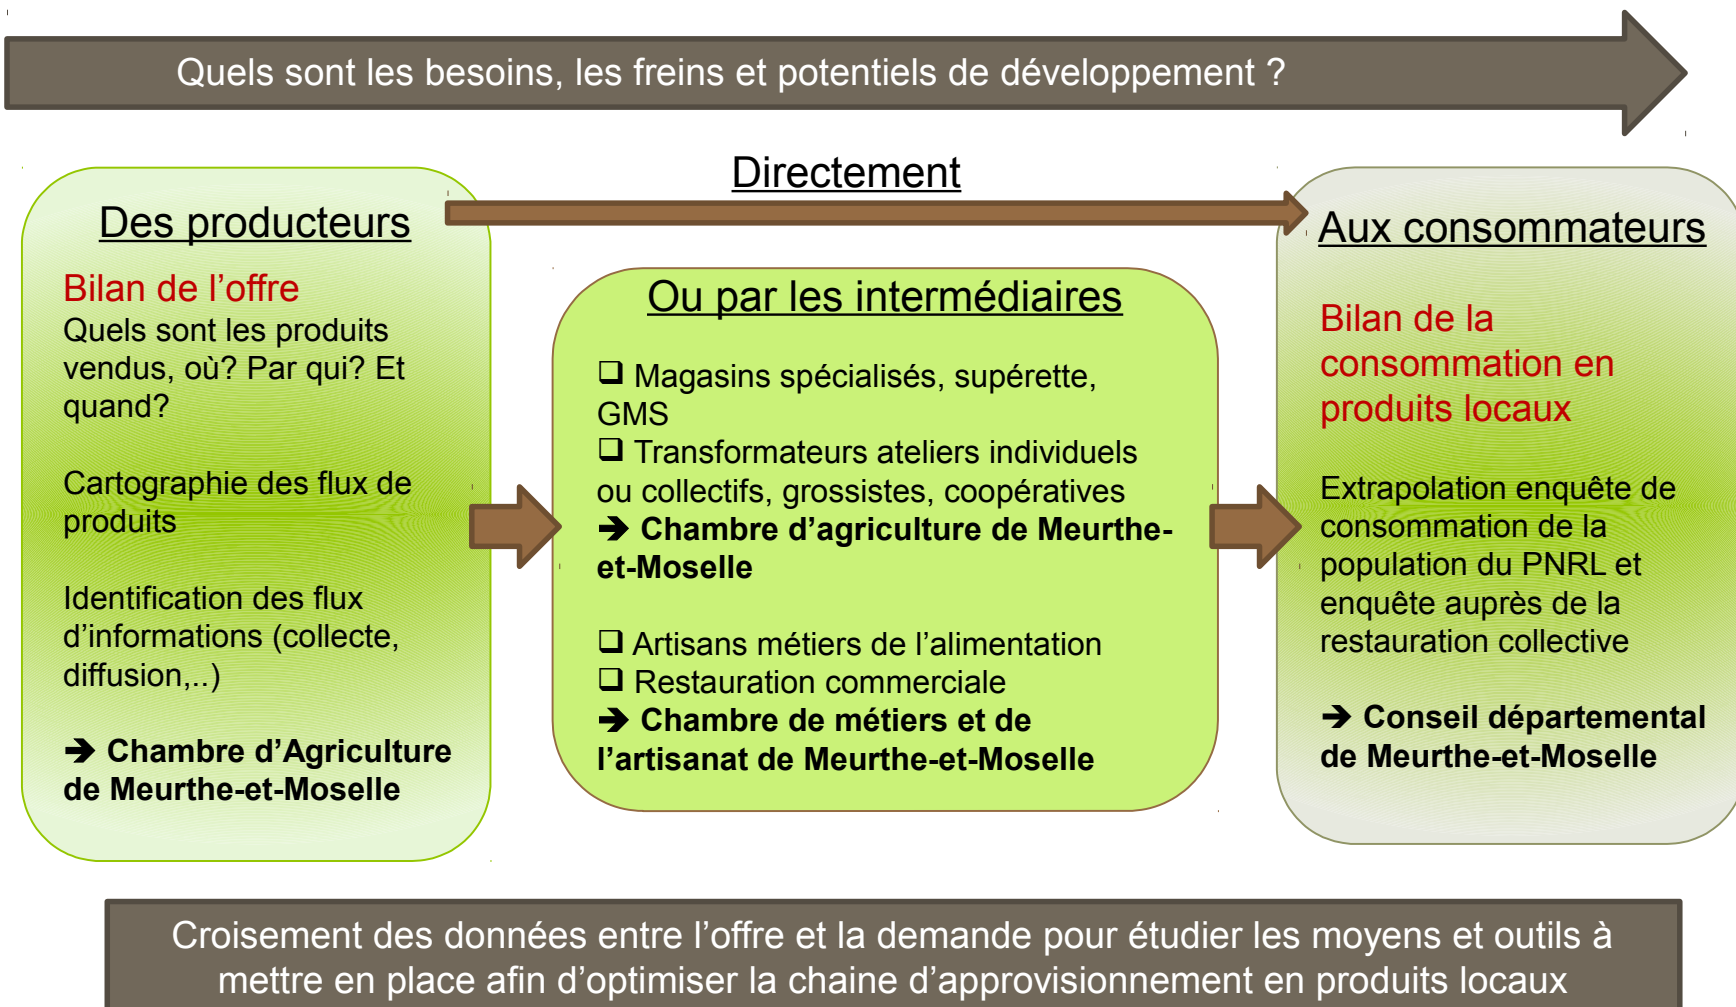 Quels sont les besoins, les freins et potentiels de développement ?
Directement
Des producteurs
Bilan de l’offre
Quels sont les produits
vendus, où? Par qui? Et
quand?
Cartographie des flux de
produits
Identification des flux
d’informations (collecte,
diffusion,..)
➔ Chambre d’Agriculture
de Meurthe-et-Moselle
Ou par les intermédiaires
❑ Magasins spécialisés, supérette,
GMS
❑ Transformateurs ateliers individuels
ou collectifs, grossistes, coopératives
➔ Chambre d’agriculture de Meurthe-
et-Moselle
❑ Artisans métiers de l’alimentation
❑ Restauration commerciale
➔ Chambre de métiers et de
l’artisanat de Meurthe-et-Moselle
Aux consommateurs
Bilan de la
consommation en
produits locaux
Extrapolation enquête de
consommation de la
population du PNRL et
enquête auprès de la
restauration collective
➔ Conseil départemental
de Meurthe-et-Moselle
Croisement des données entre l’offre et la demande pour étudier les moyens et outils à
mettre en place afin d’optimiser la chaine d’approvisionnement en produits locaux